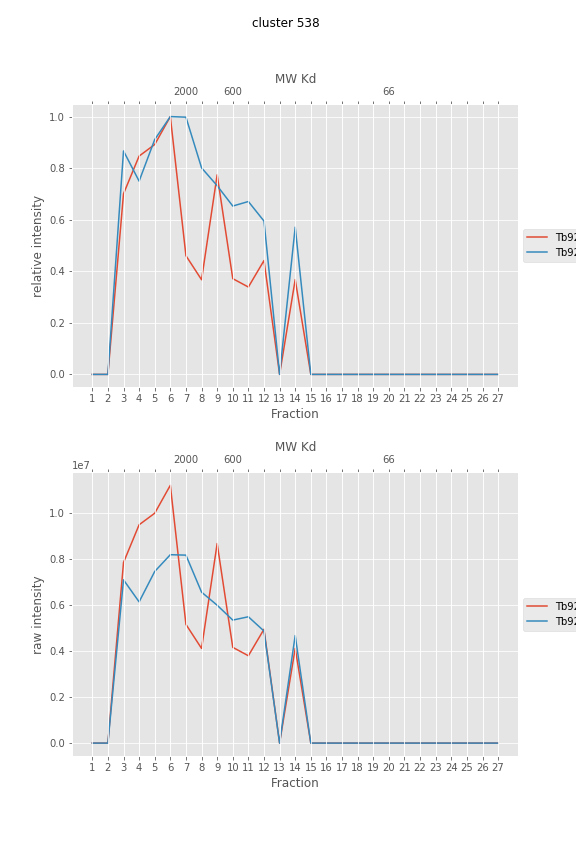 cluster 538
MW Kd
2000 600 66
1.0
0.8
0.6
0.4
0.2
0.0
relative intensity
1 2 3 4 5 6 7 8 9 10 11 12 13 14 15 16 17 18 19 20 21 22 23 24 25 26 27
Fraction
Tb92
Tb92
MW Kd
2000 600 66
1e7
1.0
0.8
0.6
0.4
0.2
0.0
raw intensity
1 2 3 4 5 6 7 8 9 10 11 12 13 14 15 16 17 18 19 20 21 22 23 24 25 26 27
Fraction
Tb92
Tb92